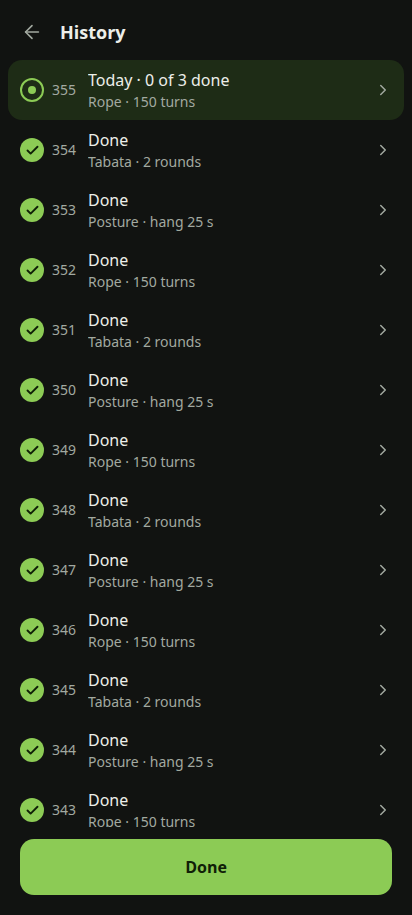 History
355
Today · 0 of 3 done
Rope · 150 turns
354
Done
Tabata · 2 rounds
353
Done
Posture · hang 25 s
352
Done
Rope · 150 turns
351
Done
Tabata · 2 rounds
350
Done
Posture · hang 25 s
349
Done
Rope · 150 turns
348
Done
Tabata · 2 rounds
347
Done
Posture · hang 25 s
346
Done
Rope · 150 turns
345
Done
Tabata · 2 rounds
344
Done
Posture · hang 25 s
343
Done
Rope · 150 turns
Done